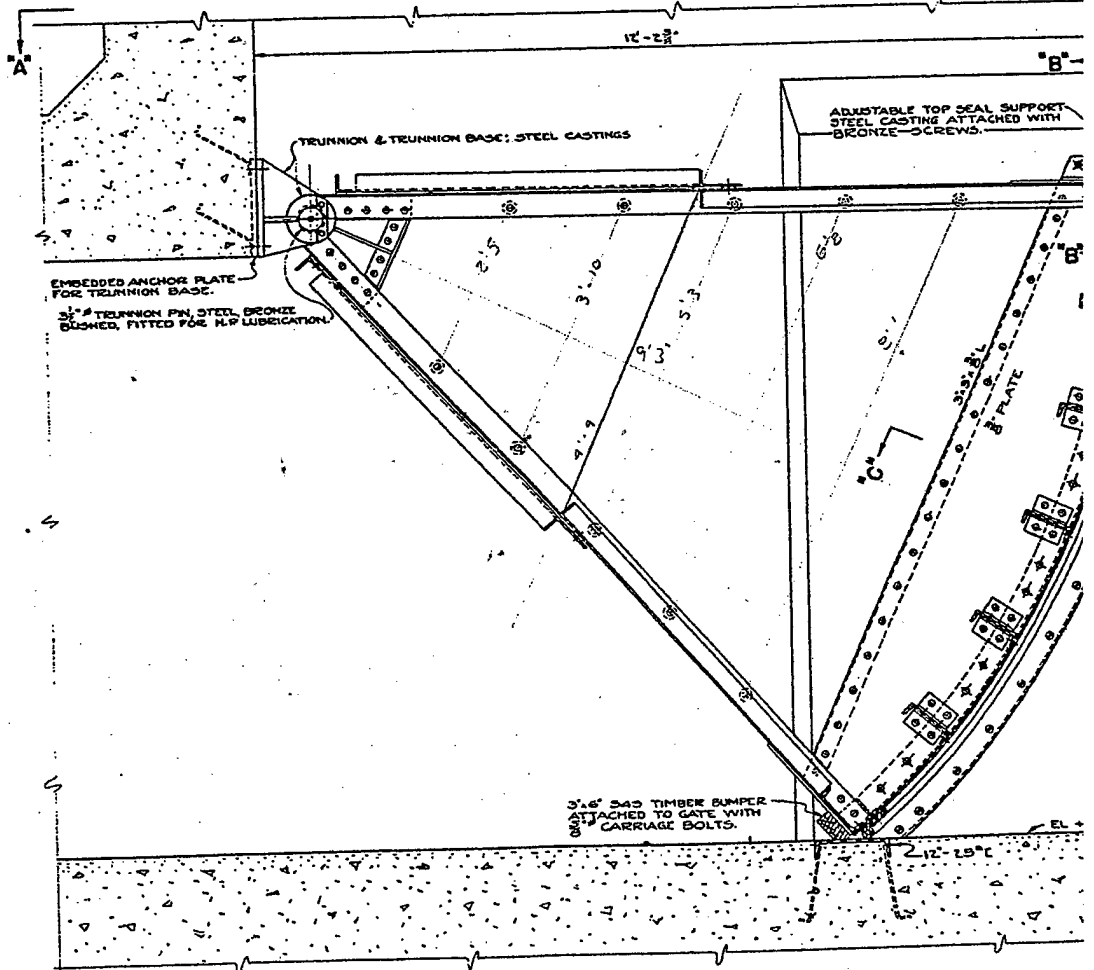 "A"
12'-2¾"
"B"
ADJUSTABLE TOP SEAL SUPPORT
STEEL CASTING ATTACHED WITH
BRONZE SCREWS.
TRUNNION & TRUNNION BASE; STEEL CASTINGS
EMBEDDED ANCHOR PLATE
FOR TRUNNION BASE.
3½"ø TRUNNION PIN, STEEL, BRONZE
BUSHED, FITTED FOR H.P. LUBRICATION.
2'-5
3'-10
5'-3
6'-8
9'3"
4'-9
"B"
3"x3"x⅜" L
⅜" PLATE
"C"
3"x6" S4S TIMBER BUMPER
ATTACHED TO GATE WITH
CARRIAGE BOLTS.
EL +
12"-25# C